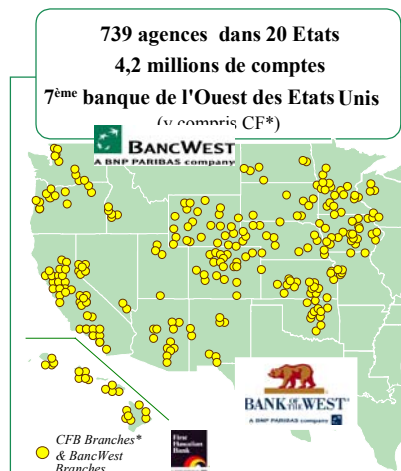 739 agences dans 20 Etats
4,2 millions de comptes
7ème banque de l'Ouest des Etats Unis
(y compris CF*)
BANCWEST
A BNP PARIBAS company
BANK OF THE WEST
A BNP PARIBAS company
First
Hawaiian
Bank
CFB Branches*
& BancWest
Branches